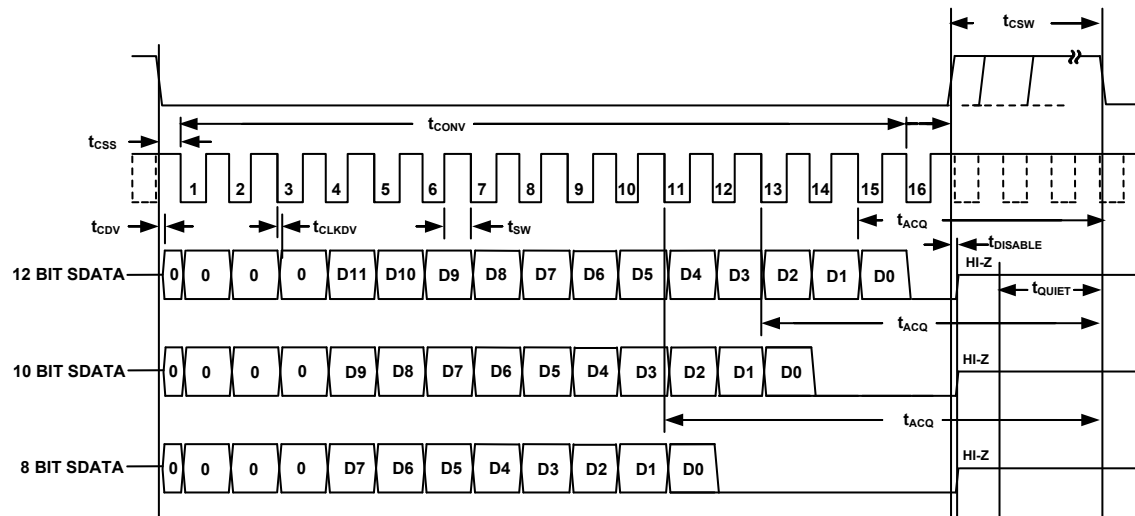 tCSW
tCONV
tCSS
1 2 3 4 5 6 7 8 9 10 11 12 13 14 15 16
tCDV tCLKDV tSW tACQ
tDISABLE
12 BIT SDATA 0 0 0 0 D11 D10 D9 D8 D7 D6 D5 D4 D3 D2 D1 D0 HI-Z
tQUIET
tACQ
10 BIT SDATA 0 0 0 0 D9 D8 D7 D6 D5 D4 D3 D2 D1 D0 HI-Z
tACQ
8 BIT SDATA 0 0 0 0 D7 D6 D5 D4 D3 D2 D1 D0 HI-Z